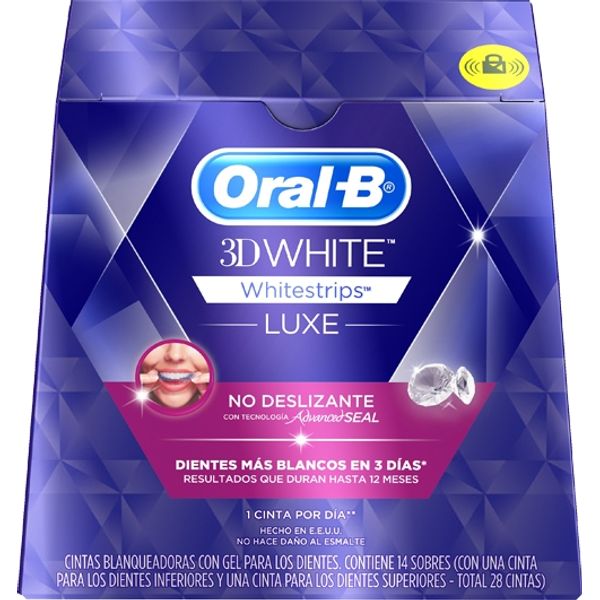 Oral-B®
3D WHITE™
Whitestrips™
LUXE
NO DESLIZANTE
CON TECNOLOGÍA AdvancedSEAL
DIENTES MÁS BLANCOS EN 3 DÍAS*
RESULTADOS QUE DURAN HASTA 12 MESES
1 CINTA POR DÍA**
HECHO EN E.E.U.U.
NO HACE DAÑO AL ESMALTE
CINTAS BLANQUEADORAS CON GEL PARA LOS DIENTES. CONTIENE 14 SOBRES (CON UNA CINTA
PARA LOS DIENTES INFERIORES Y UNA CINTA PARA LOS DIENTES SUPERIORES - TOTAL 28 CINTAS)